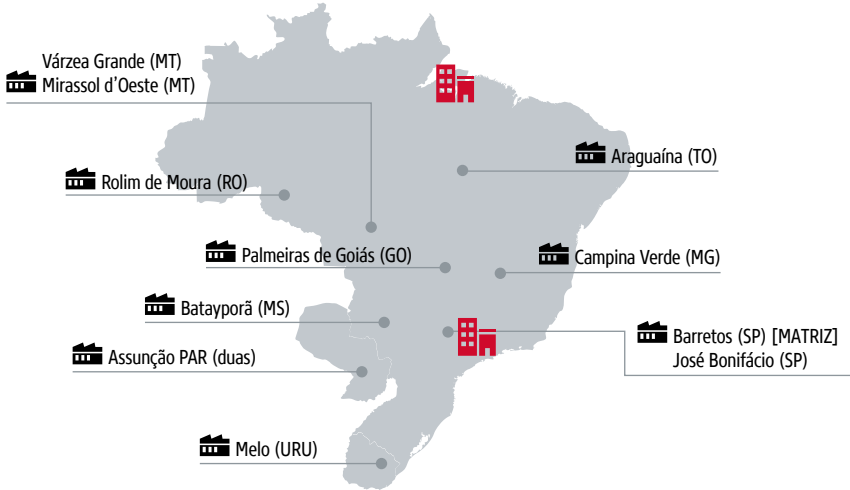 Várzea Grande (MT)
Mirassol d'Oeste (MT)
Araguaína (TO)
Rolim de Moura (RO)
Palmeiras de Goiás (GO)
Campina Verde (MG)
Batayporã (MS)
Barretos (SP) [MATRIZ]
José Bonifácio (SP)
Assunção PAR (duas)
Melo (URU)